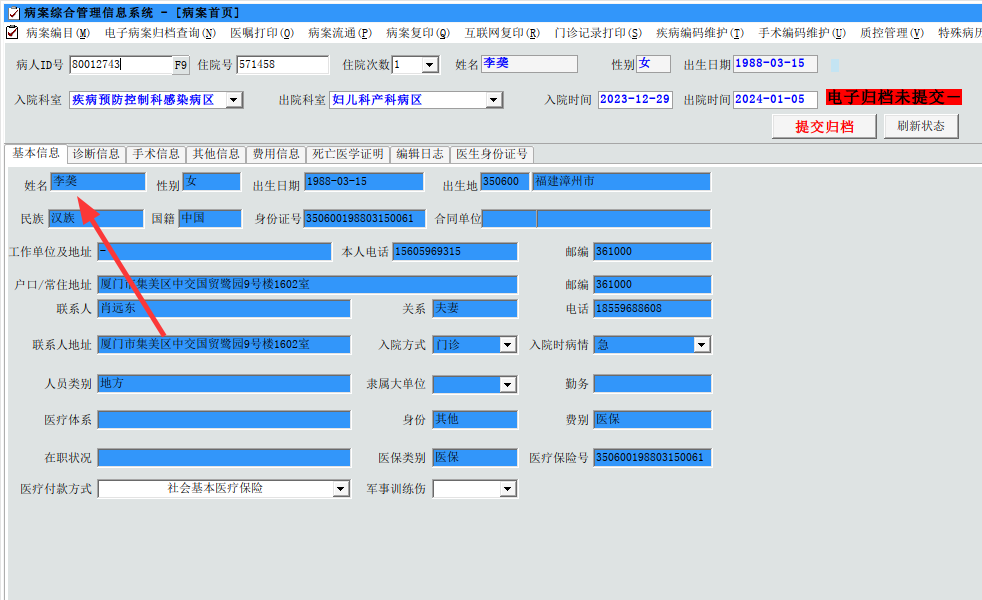 病案综合管理信息系统 - [病案首页]
病案编目(M) 电子病案归档查询(N) 医嘱打印(O) 病案流通(P) 病案复印(Q) 互联网复印(R) 门诊记录打印(S) 疾病编码维护(T) 手术编码维护(U) 质控管理(V) 特殊病历
病人ID号 80012743 F9 住院号 571458 住院次数 1 姓名 李䶮 性别 女 出生日期 1988-03-15
入院科室 疾病预防控制科感染病区 出院科室 妇儿科产科病区 入院时间 2023-12-29 出院时间 2024-01-05 电子归档未提交一
提交归档 刷新状态
基本信息 诊断信息 手术信息 其他信息 费用信息 死亡医学证明 编辑日志 医生身份证号
姓名 李䶮 性别 女 出生日期 1988-03-15 出生地 350600 福建漳州市
民族 汉族 国籍 中国 身份证号 350600198803150061 合同单位
工作单位及地址 - 本人电话 15605969315 邮编 361000
户口/常住地址 厦门市集美区中交国贸鹭园9号楼1602室 邮编 361000
联系人 肖远东 关系 夫妻 电话 18559688608
联系人地址 厦门市集美区中交国贸鹭园9号楼1602室 入院方式 门诊 入院时病情 急
人员类别 地方 隶属大单位 勤务
医疗体系 身份 其他 费别 医保
在职状况 医保类别 医保 医疗保险号 350600198803150061
医疗付款方式 社会基本医疗保险 军事训练伤